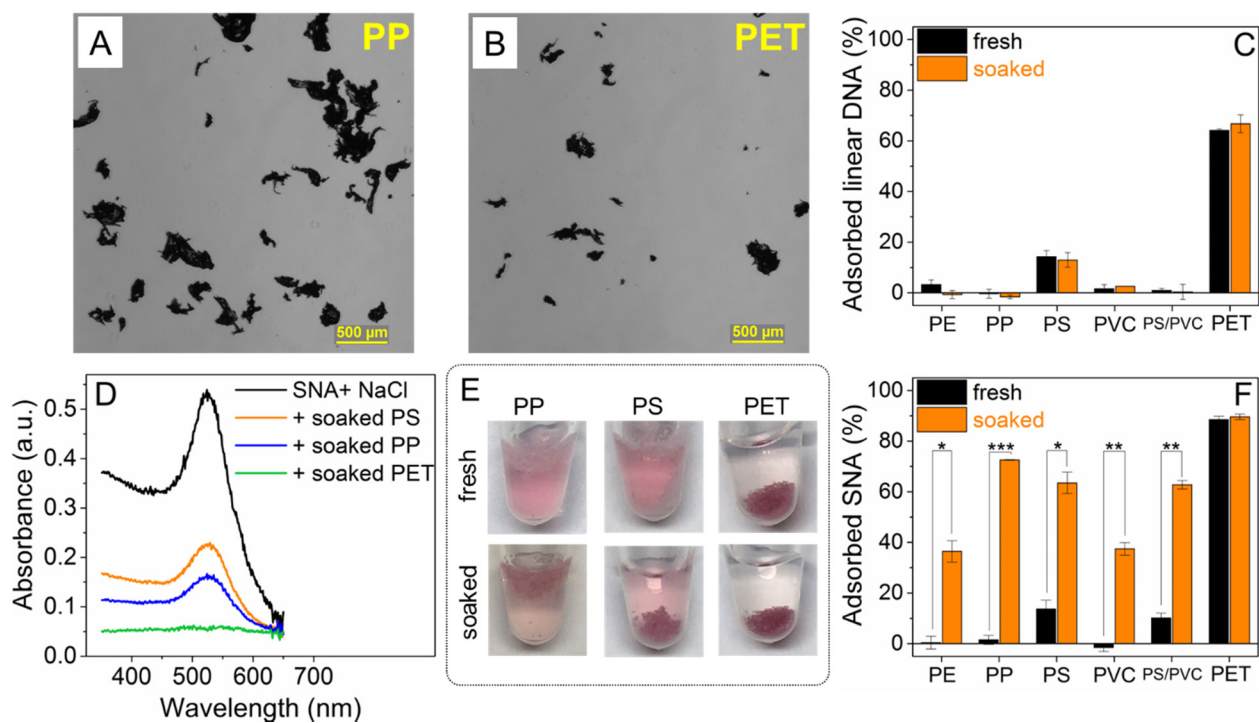 A
PP
500 µm
B
PET
500 µm
C
fresh
soaked
Adsorbed linear DNA (%)
100
80
60
40
20
0
PE PP PS PVC PS/PVC PET
D
SNA+ NaCl
+ soaked PS
+ soaked PP
+ soaked PET
Absorbance (a.u.)
0.5
0.4
0.3
0.2
0.1
0.0
400 500 600 700
Wavelength (nm)
E
PP PS PET
fresh
soaked
F
fresh
soaked
Adsorbed SNA (%)
100
80
60
40
20
0
* *** * ** **
PE PP PS PVC PS/PVC PET